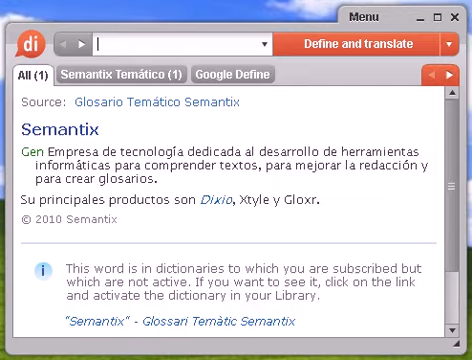 Menu
di
Define and translate
All (1)
Semantix Temático (1)
Google Define
Source: Glosario Temático Semantix
Semantix
Gen Empresa de tecnología dedicada al desarrollo de herramientas
informáticas para comprender textos, para mejorar la redacción y
para crear glosarios.
Su principales productos son Dixio, Xtyle y Gloxr.
© 2010 Semantix
i
This word is in dictionaries to which you are subscribed but
which are not active. If you want to see it, click on the link
and activate the dictionary in your Library.
"Semantix" - Glossari Temàtic Semantix